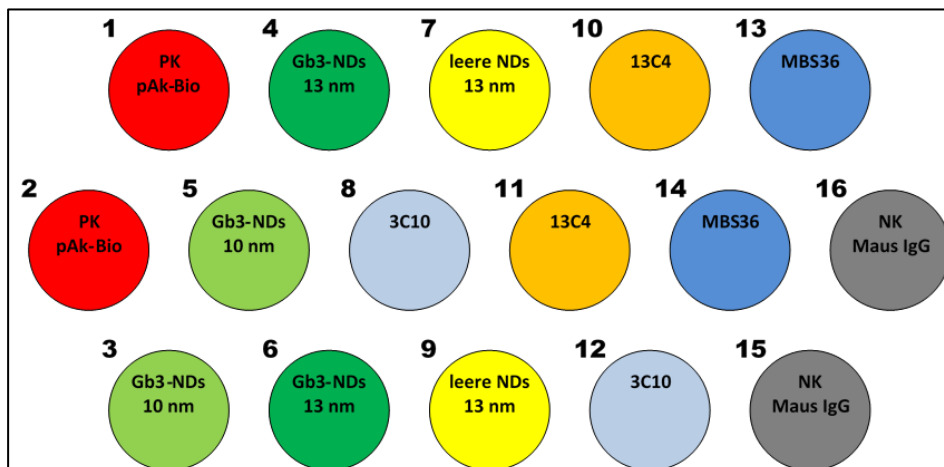 1 4 7 10 13
PK Gb3-NDs leere NDs 13C4 MBS36
pAk-Bio 13 nm 13 nm
2 5 8 11 14 16
PK Gb3-NDs 3C10 13C4 MBS36 NK
pAk-Bio 10 nm Maus IgG
3 6 9 12 15
Gb3-NDs Gb3-NDs leere NDs 3C10 NK
10 nm 13 nm 13 nm Maus IgG